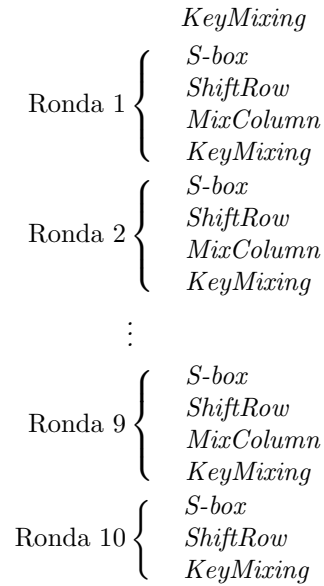 KeyMixing
S-box
ShiftRow
Ronda 1
MixColumn
KeyMixing
S-box
ShiftRow
Ronda 2
MixColumn
KeyMixing
⋮
S-box
ShiftRow
Ronda 9
MixColumn
KeyMixing
S-box
Ronda 10
ShiftRow
KeyMixing